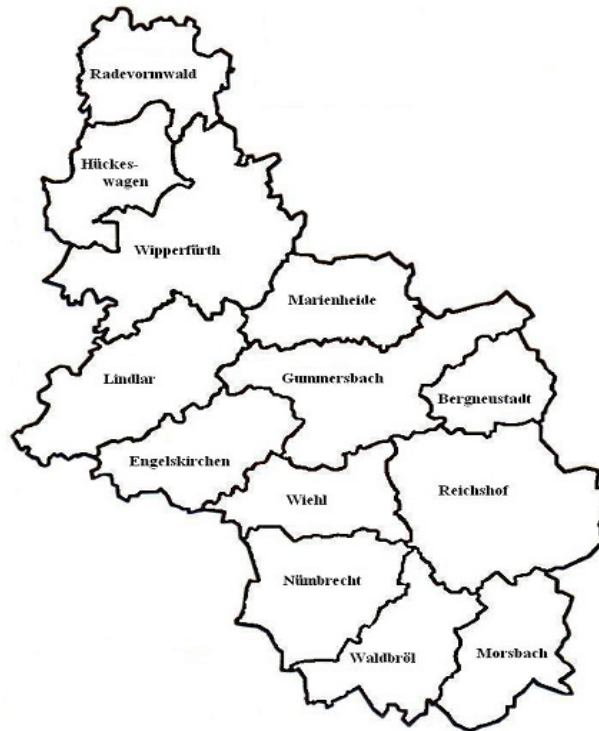 Radevormwald
Hückes-
wagen
Wipperfürth
Marienheide
Lindlar
Gummersbach
Bergneustadt
Engelskirchen
Wiehl
Reichshof
Nümbrecht
Waldbröl
Morsbach